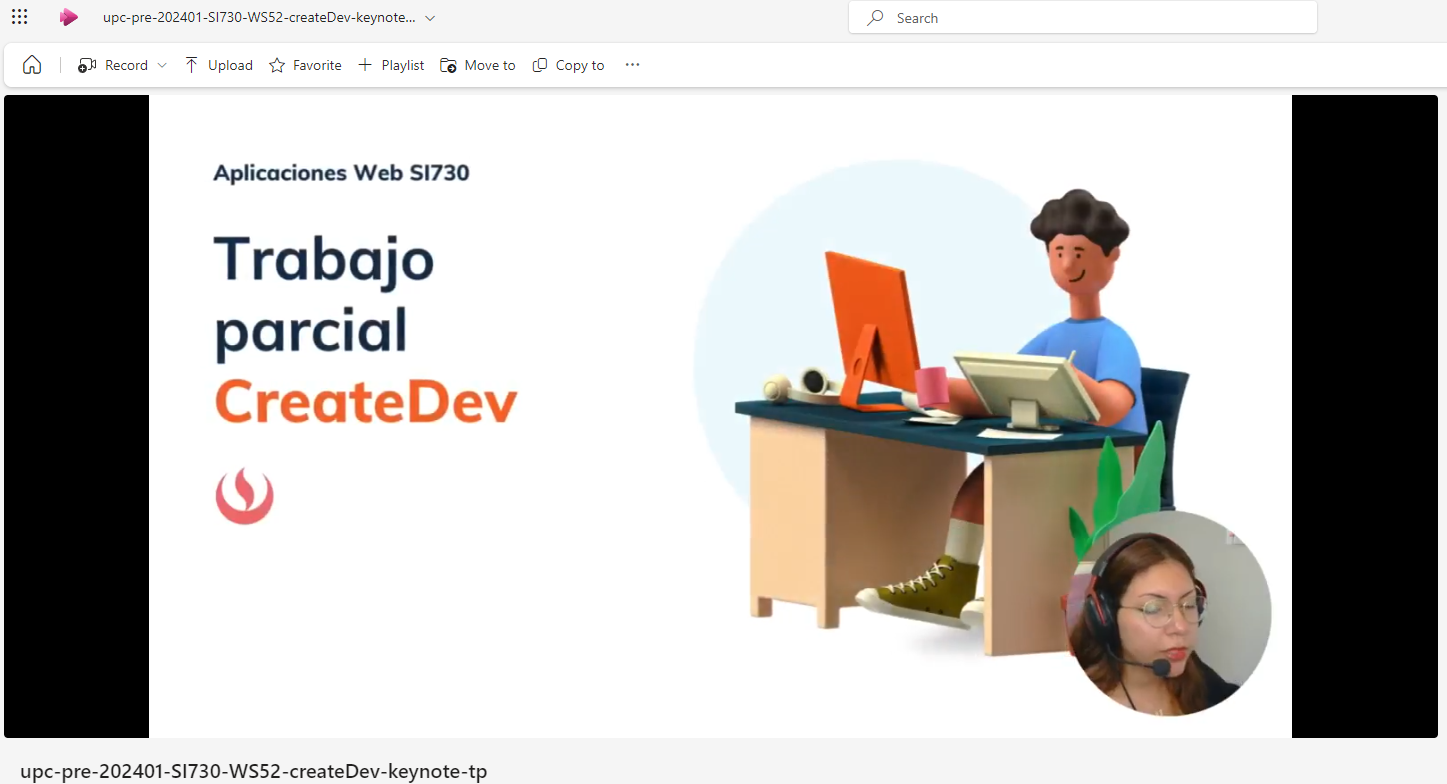 upc-pre-202401-SI730-WS52-createDev-keynote...
Search
Record
Upload
Favorite
Playlist
Move to
Copy to
...
Aplicaciones Web SI730
Trabajo
parcial
CreateDev
upc-pre-202401-SI730-WS52-createDev-keynote-tp